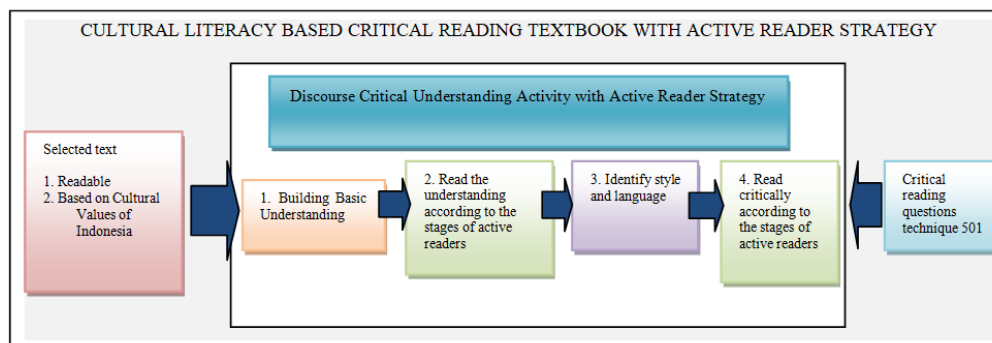 CULTURAL LITERACY BASED CRITICAL READING TEXTBOOK WITH ACTIVE READER STRATEGY
Discourse Critical Understanding Activity with Active Reader Strategy
Selected text
1. Readable
2. Based on Cultural
Values of
Indonesia
1. Building Basic
Understanding
2. Read the
understanding
according to the
stages of active
readers
3. Identify style
and language
4. Read
critically
according to
the stages of
active readers
Critical
reading
questions
technique 501